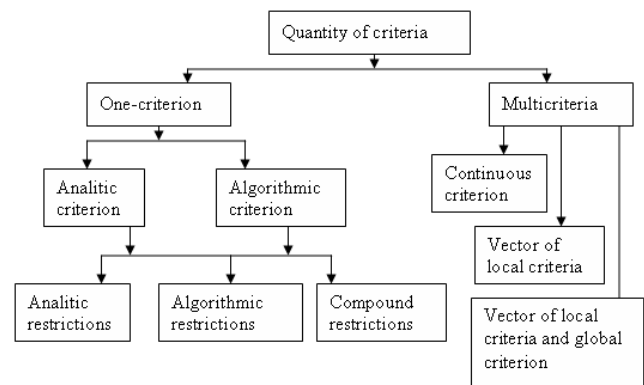 Quantity of criteria
One-criterion
Multicriteria
Analitic
criterion
Algorithmic
criterion
Continuous
criterion
Vector of
local criteria
Analitic
restrictions
Algorithmic
restrictions
Compound
restrictions
Vector of local
criteria and global
criterion